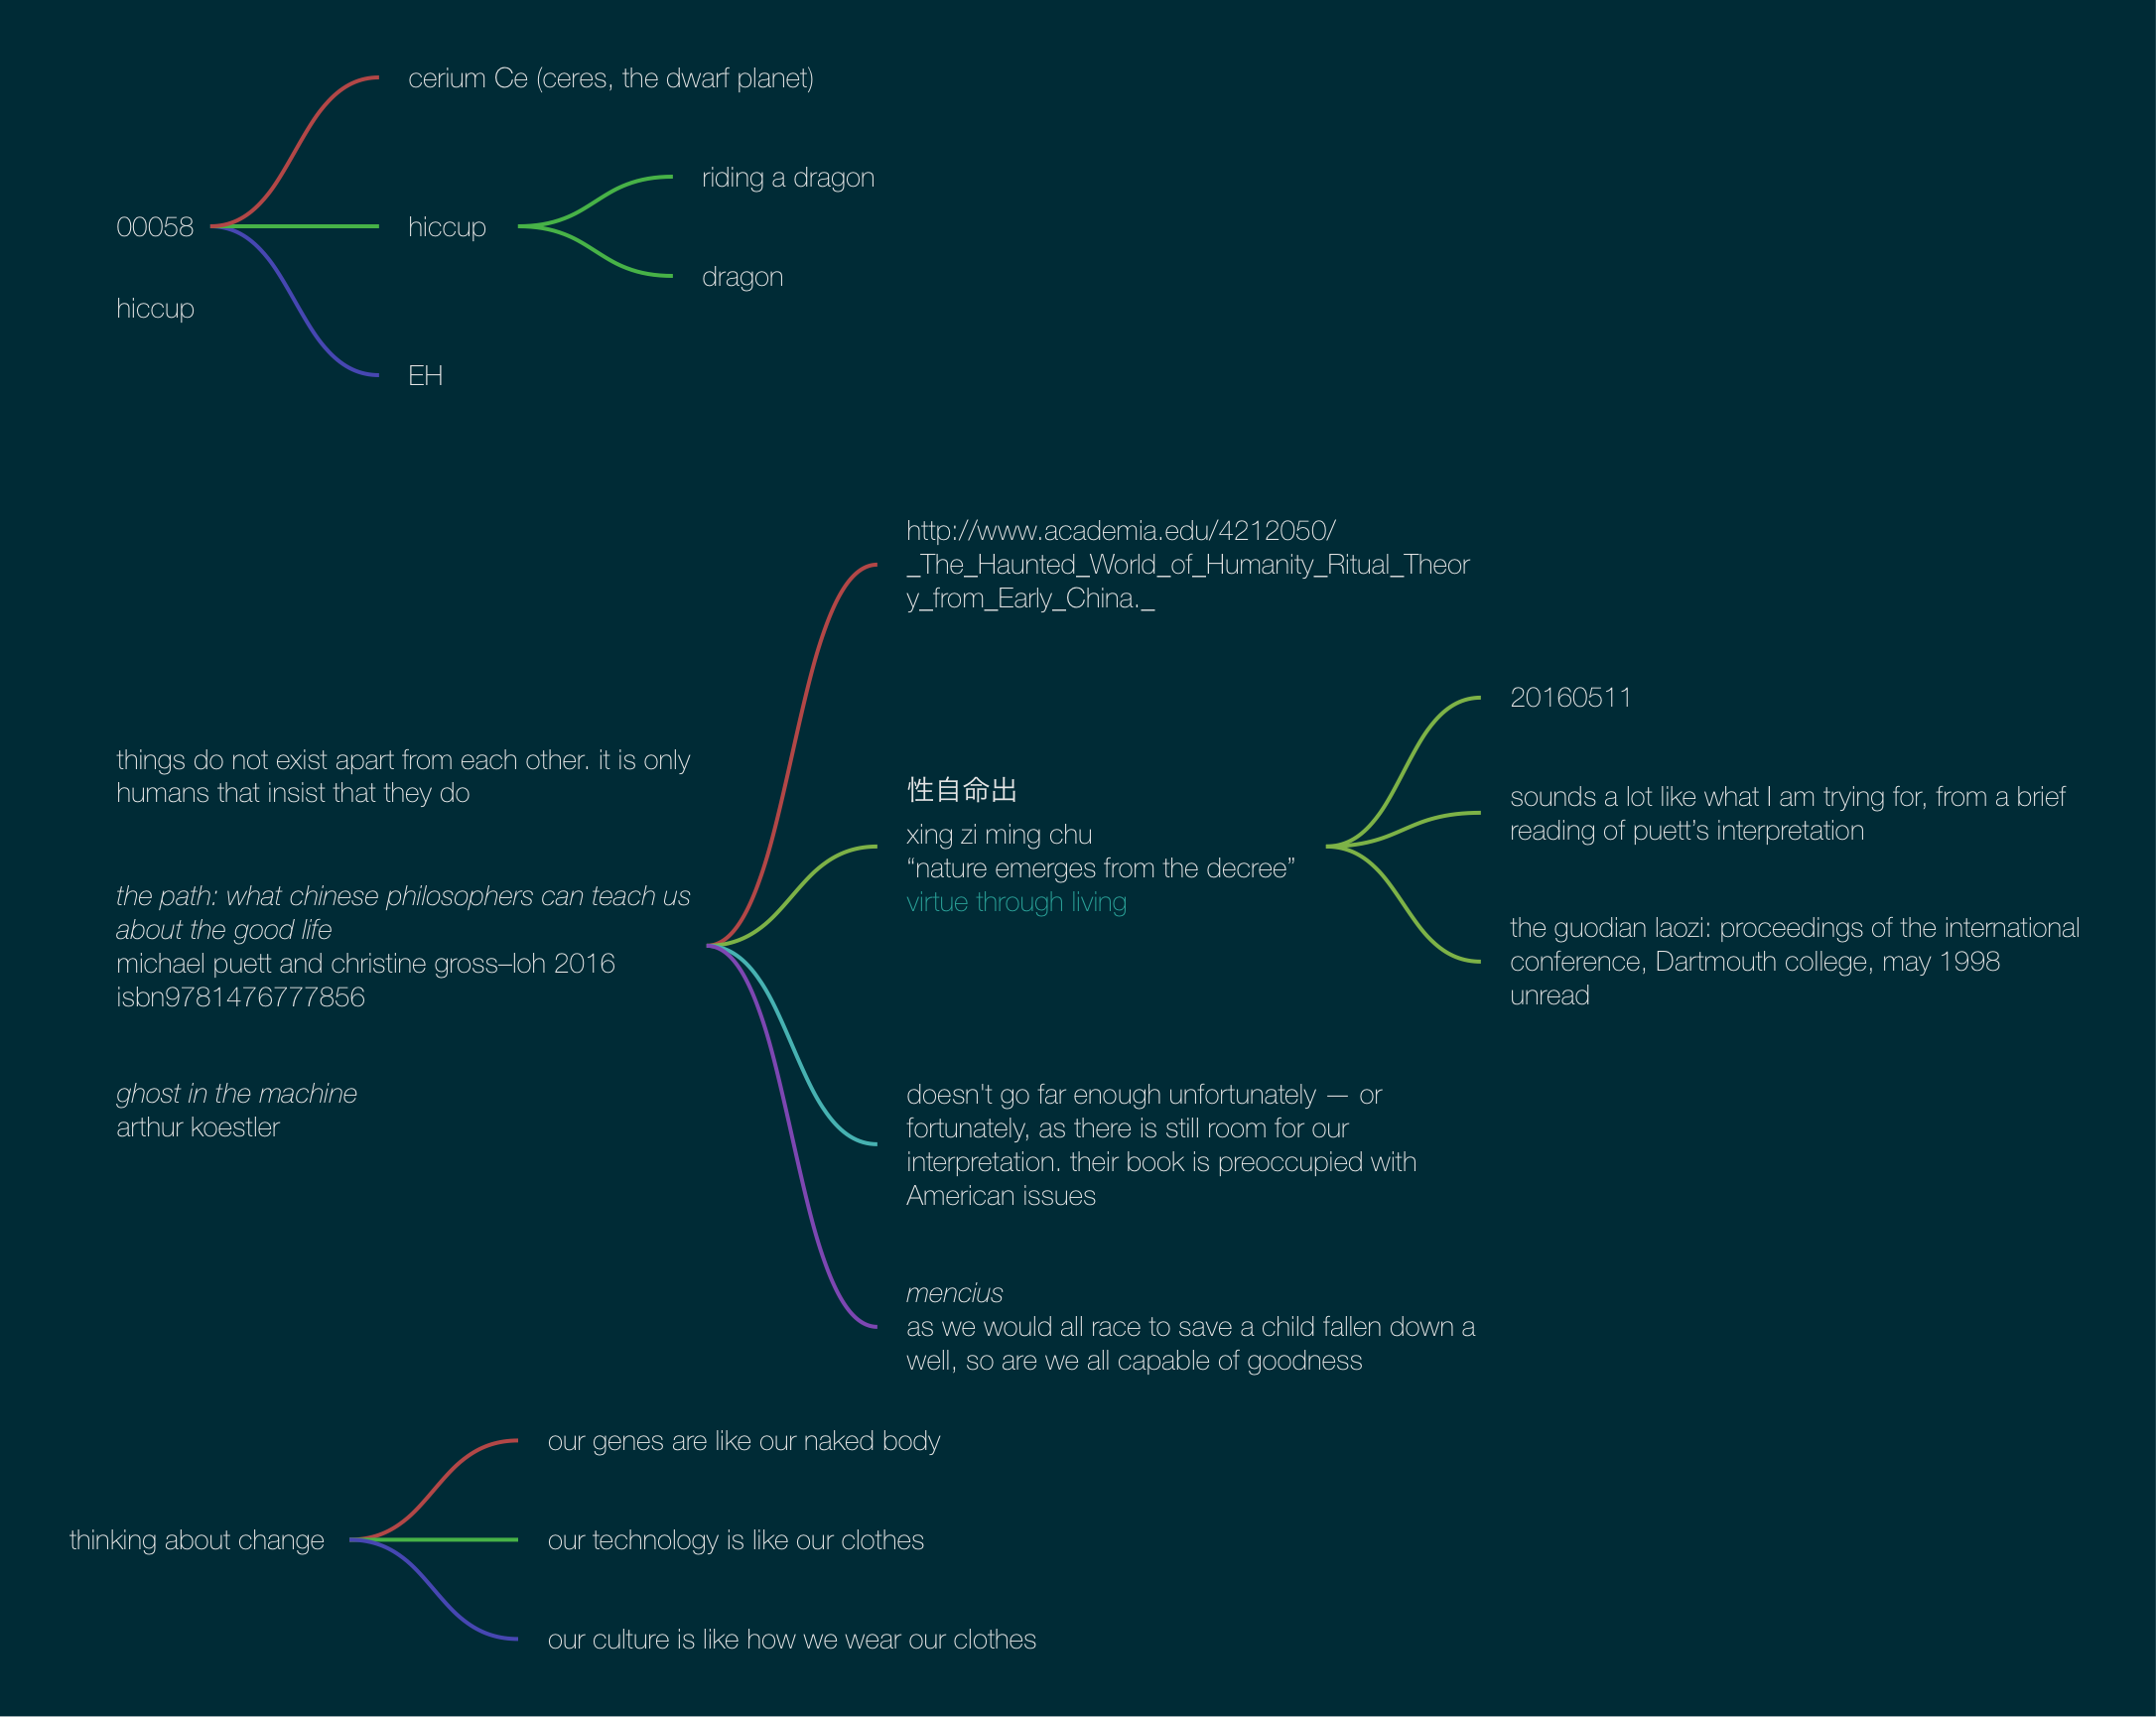 cerium Ce (ceres, the dwarf planet)
riding a dragon
00058
hiccup
dragon
hiccup
EH
http://www.academia.edu/4212050/
_The_Haunted_World_of_Humanity_Ritual_Theor
y_from_Early_China._
20160511
things do not exist apart from each other. it is only
humans that insist that they do
性自命出
xing zi ming chu
“nature emerges from the decree”
virtue through living
sounds a lot like what I am trying for, from a brief
reading of puett’s interpretation
the path: what chinese philosophers can teach us
about the good life
michael puett and christine gross–loh 2016
isbn9781476777856
the guodian laozi: proceedings of the international
conference, Dartmouth college, may 1998
unread
ghost in the machine
arthur koestler
doesn't go far enough unfortunately — or
fortunately, as there is still room for our
interpretation. their book is preoccupied with
American issues
mencius
as we would all race to save a child fallen down a
well, so are we all capable of goodness
our genes are like our naked body
thinking about change
our technology is like our clothes
our culture is like how we wear our clothes